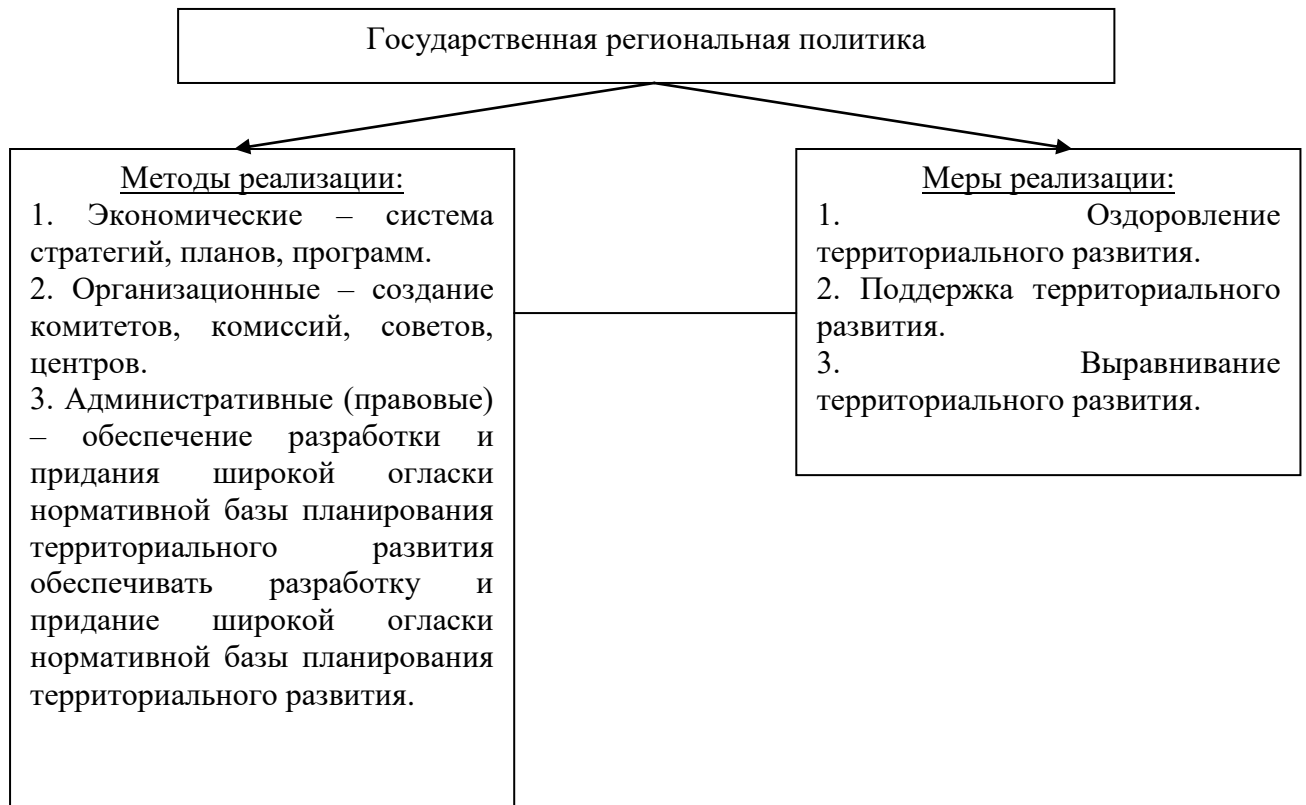 Государственная региональная политика
Методы реализации:
1. Экономические – система
стратегий, планов, программ.
2. Организационные – создание
комитетов, комиссий, советов,
центров.
3. Административные (правовые)
– обеспечение разработки и
придания широкой огласки
нормативной базы планирования
территориального развития
обеспечивать разработку и
придание широкой огласки
нормативной базы планирования
территориального развития.
Меры реализации:
1. Оздоровление
территориального развития.
2. Поддержка территориального
развития.
3. Выравнивание
территориального развития.